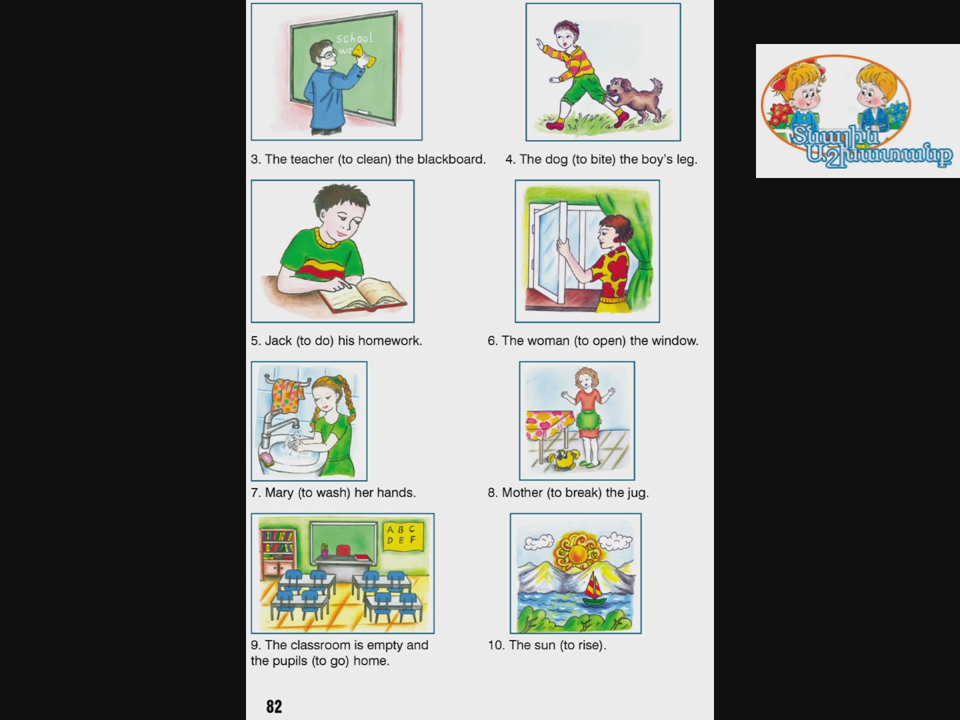 school
wo
3. The teacher (to clean) the blackboard.
4. The dog (to bite) the boy's leg.
5. Jack (to do) his homework.
6. The woman (to open) the window.
7. Mary (to wash) her hands.
8. Mother (to break) the jug.
A B C
D E F
9. The classroom is empty and
the pupils (to go) home.
10. The sun (to rise).
82
Տնային
Աշխատանք